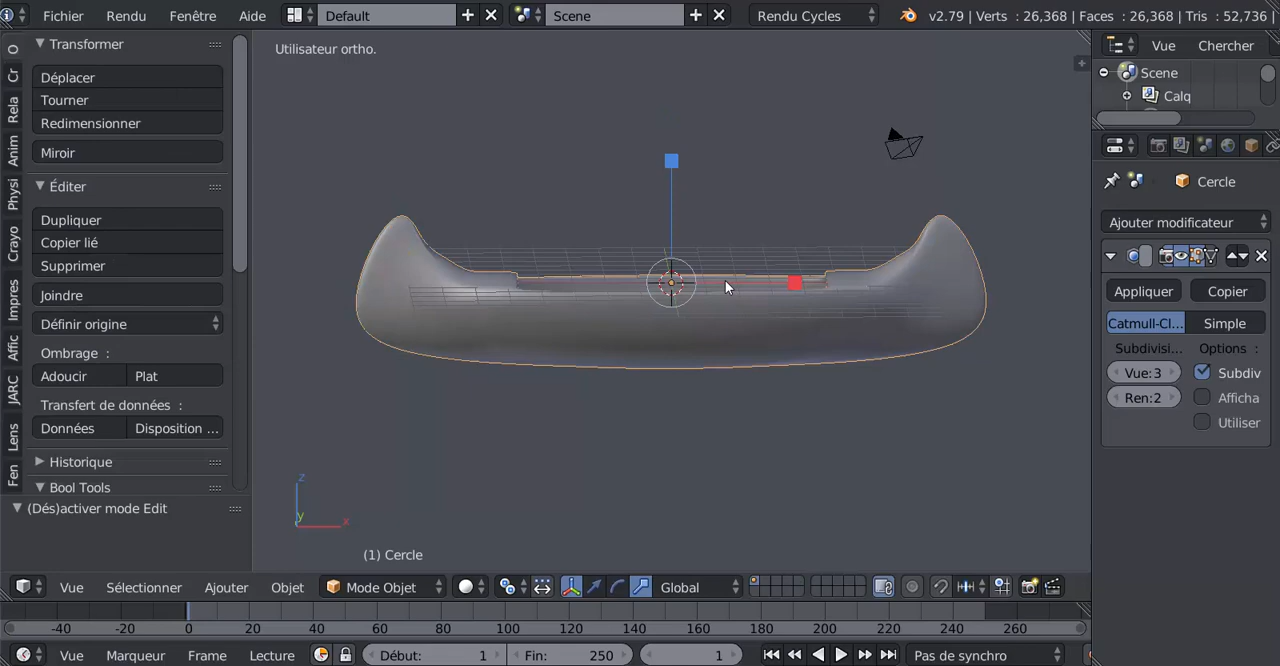 Fichier Rendu Fenêtre Aide Default Scene Rendu Cycles v2.79 | Verts : 26,368 | Faces : 26,368 | Tris : 52,736 |
Transformer
Déplacer
Tourner
Redimensionner
Miroir
Éditer
Dupliquer
Copier lié
Supprimer
Joindre
Définir origine
Ombrage :
Adoucir Plat
Transfert de données :
Données Disposition ...
Historique
Bool Tools
(Dés)activer mode Edit
O
Cr
Rela
Anim
Physi
Crayo
Impres
Affic
JARC
Lens
Fen
Utilisateur ortho.
z
y
x
(1) Cercle
Vue Chercher
Scene
Calq
Cercle
Ajouter modificateur
Appliquer Copier
Catmull-Cl... Simple
Subdivisi... Options :
Vue:3 Subdiv
Ren:2 Afficha
Utiliser
Vue Sélectionner Ajouter Objet Mode Objet Global
-40 -20 0 20 40 60 80 100 120 140 160 180 200 220 240 260
Vue Marqueur Frame Lecture Début: 1 Fin: 250 1 Pas de synchro